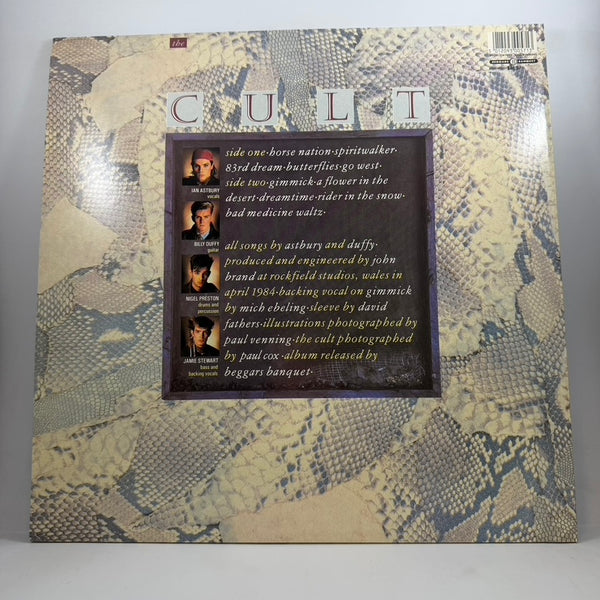 the
CULT
side one·horse nation·spiritwalker·
83rd dream·butterflies·go west·
side two·gimmick·a flower in the
desert·dreamtime·rider in the snow·
bad medicine waltz·
all songs by astbury and duffy·
produced and engineered by john
brand at rockfield studios, wales in
april 1984·backing vocal on gimmick
by mich ebeling·sleeve by david
fathers·illustrations photographed by
paul venning·the cult photographed
by paul cox·album released by
beggars banquet·
IAN ASTBURY
vocals
BILLY DUFFY
guitar
NIGEL PRESTON
drums and
percussion
JAMIE STEWART
bass and
backing vocals
BEGGARS BANQUET